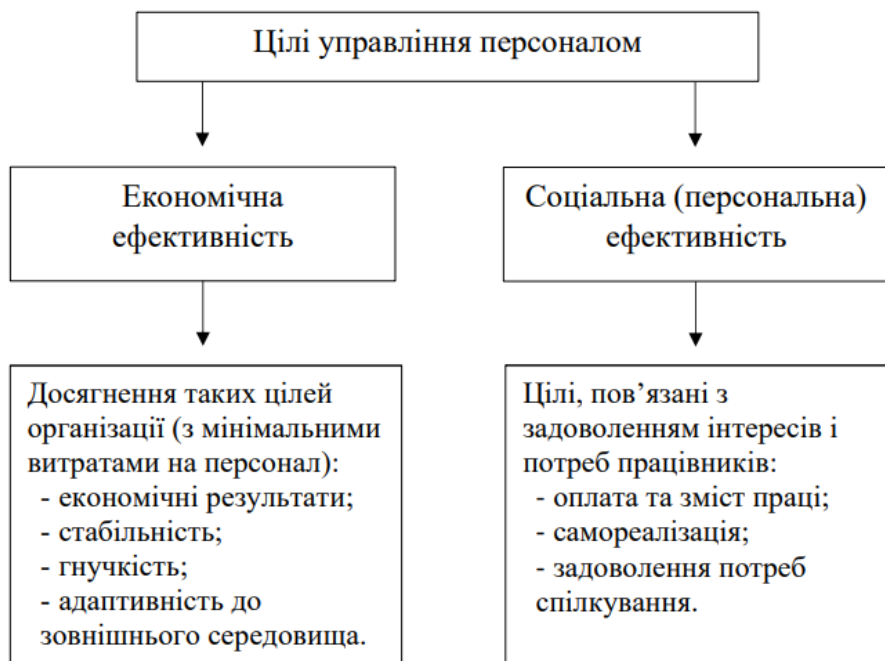 Цілі управління персоналом
Економічна
ефективність
Соціальна (персональна)
ефективність
Досягнення таких цілей
організації (з мінімальними
витратами на персонал):
- економічні результати;
- стабільність;
- гнучкість;
- адаптивність до
зовнішнього середовища.
Цілі, пов’язані з
задоволенням інтересів і
потреб працівників:
- оплата та зміст праці;
- самореалізація;
- задоволення потреб
спілкування.